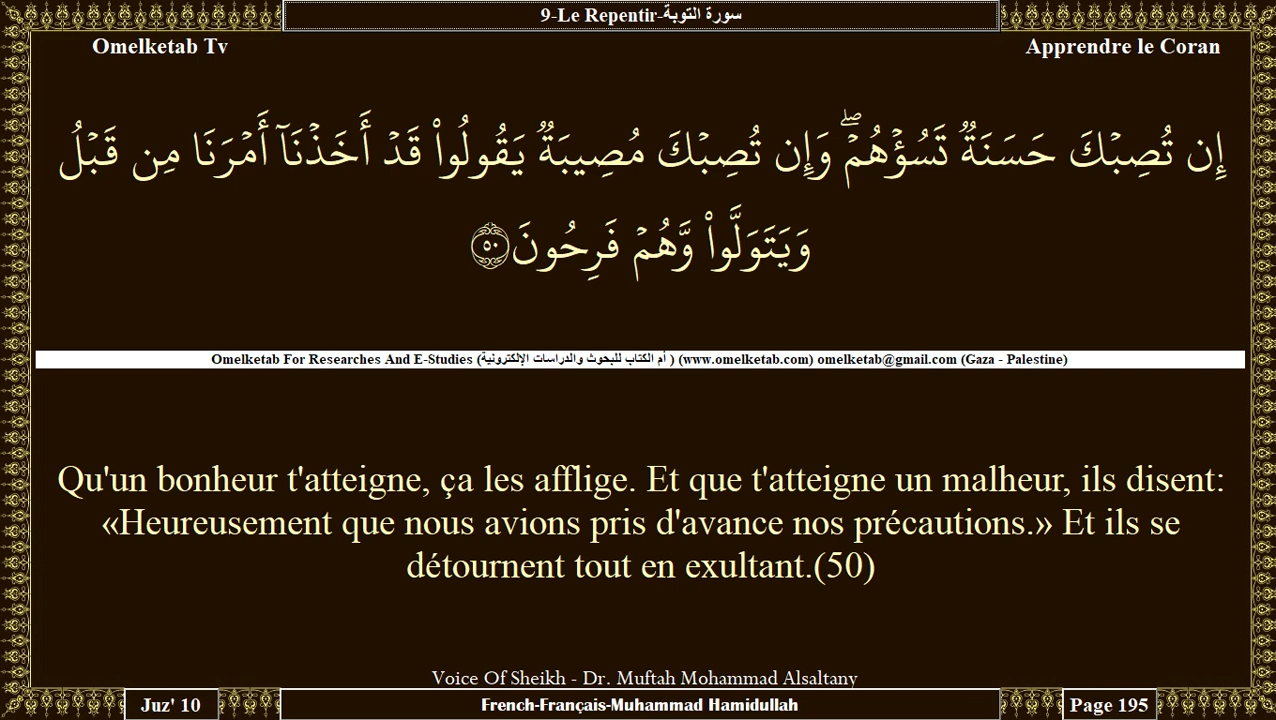 9-Le Repentir-سورة التوبة
Omelketab Tv
Apprendre le Coran
إِن تُصِبۡكَ حَسَنَةٞ تَسُؤۡهُمۡۖ وَإِن تُصِبۡكَ مُصِيبَةٞ يَقُولُواْ قَدۡ أَخَذۡنَآ أَمۡرَنَا مِن قَبۡلُ
وَيَتَوَلَّواْ وَّهُمۡ فَرِحُونَ ٥٠
Omelketab For Researches And E-Studies (أم الكتاب للبحوث والدراسات الإلكترونية ) (www.omelketab.com) omelketab@gmail.com (Gaza - Palestine)
Qu'un bonheur t'atteigne, ça les afflige. Et que t'atteigne un malheur, ils disent:
«Heureusement que nous avions pris d'avance nos précautions.» Et ils se
détournent tout en exultant.(50)
Voice Of Sheikh - Dr. Muftah Mohammad Alsaltany
Juz' 10
French-Français-Muhammad Hamidullah
Page 195